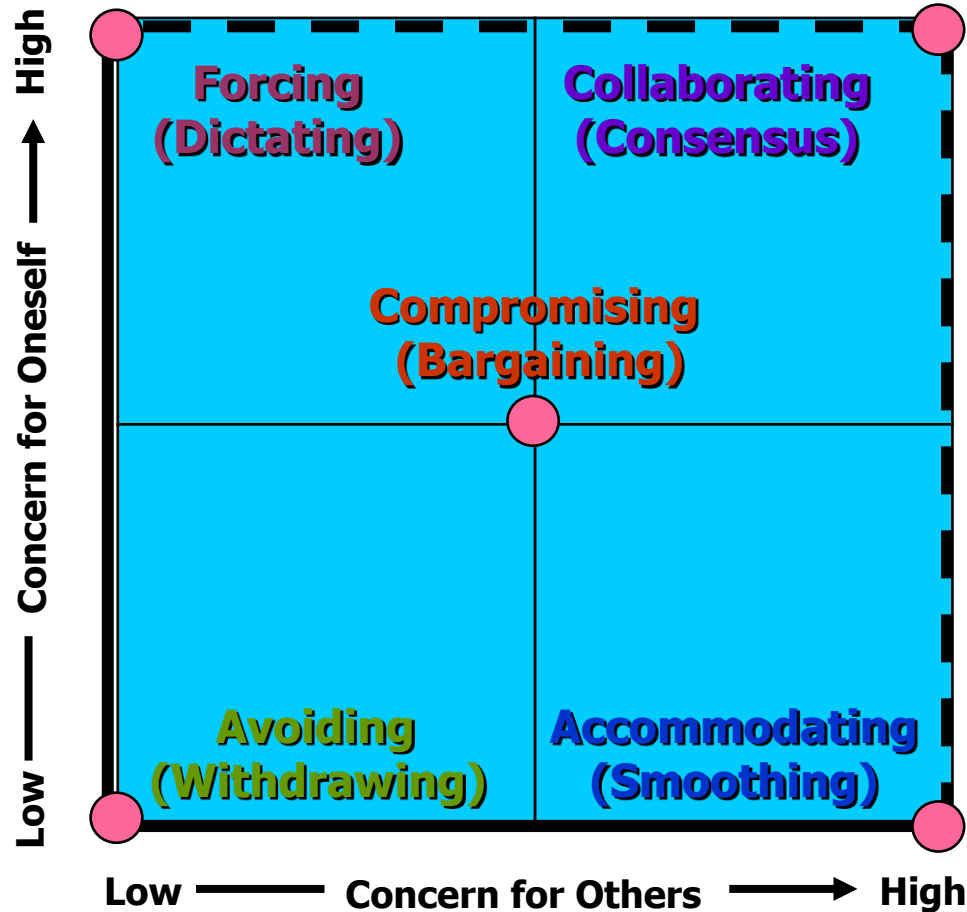 High
Concern for Oneself
Low
Forcing
(Dictating)
Collaborating
(Consensus)
Compromising
(Bargaining)
Avoiding
(Withdrawing)
Accommodating
(Smoothing)
Low
Concern for Others
High